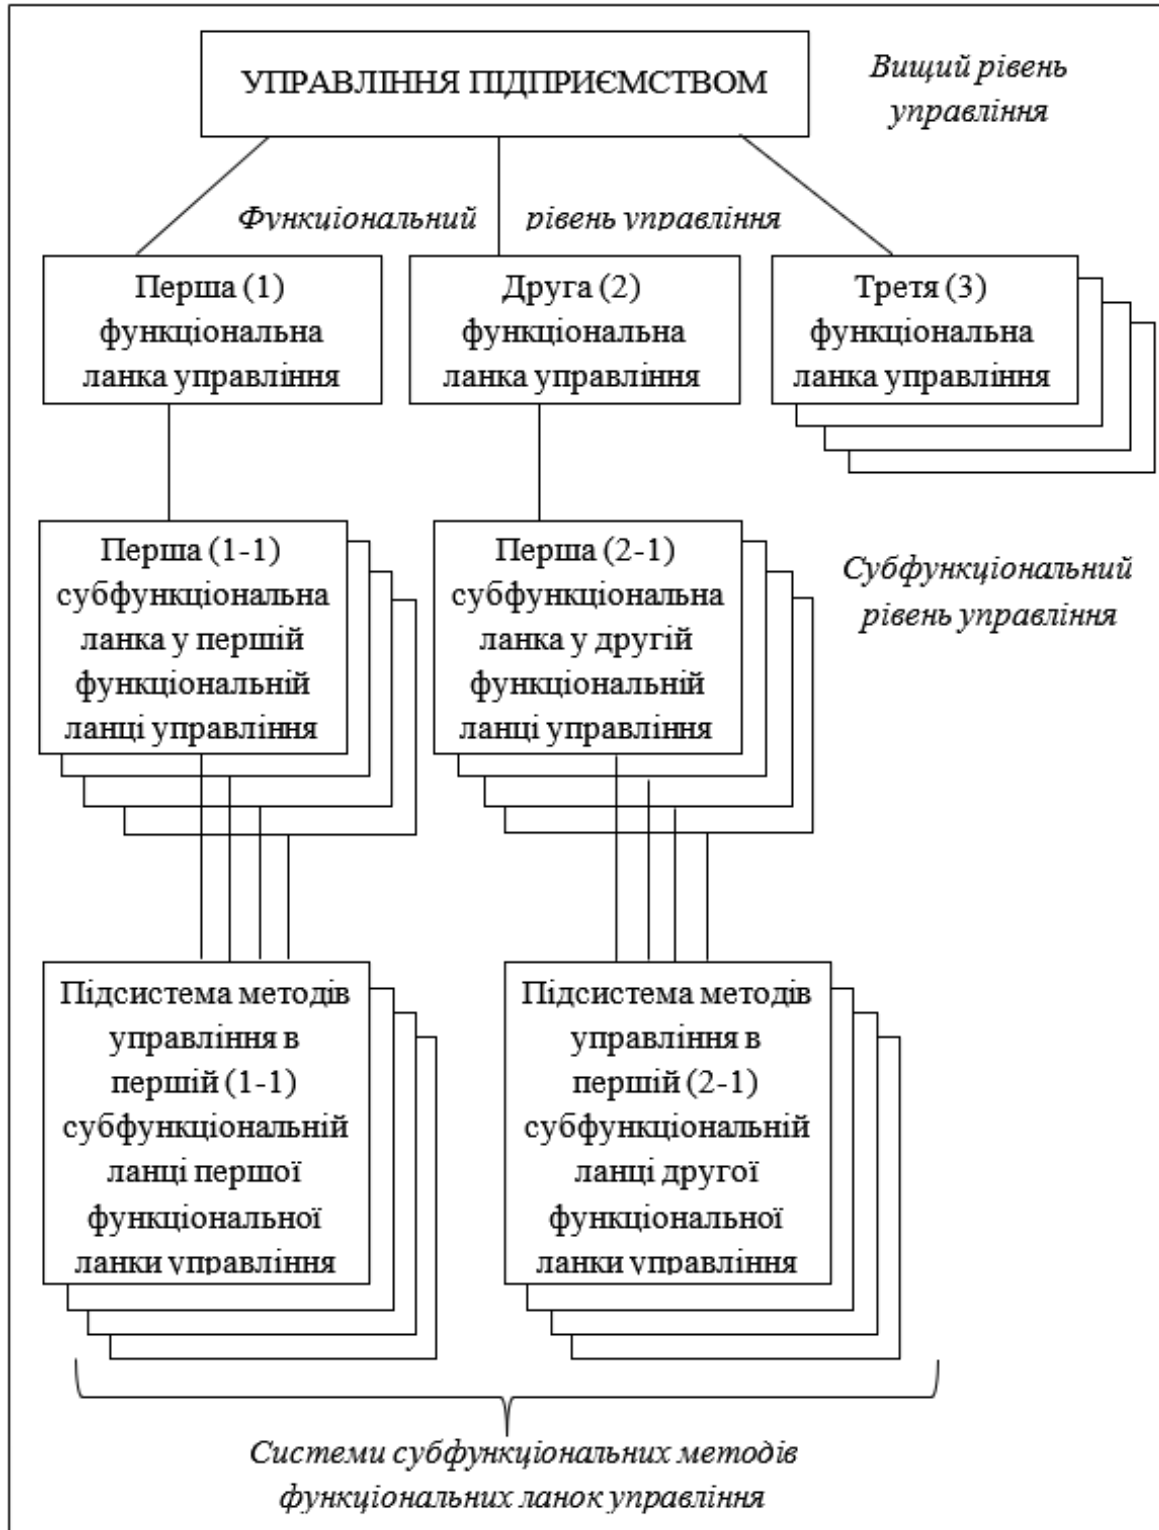 УПРАВЛІННЯ ПІДПРИЄМСТВОМ
Вищий рівень
управління
Функціональний рівень управління
Перша (1)
функціональна
ланка управління
Друга (2)
функціональна
ланка управління
Третя (3)
функціональна
ланка управління
Перша (1-1)
субфункціональна
ланка у першій
функціональній
ланці управління
Перша (2-1)
субфункціональна
ланка у другій
функціональній
ланці управління
Субфункціональний
рівень управління
Підсистема методів
управління в
першій (1-1)
субфункціональній
ланці першої
функціональної
ланки управління
Підсистема методів
управління в
першій (2-1)
субфункціональній
ланці другої
функціональної
ланки управління
Системи субфункціональних методів
функціональних ланок управління